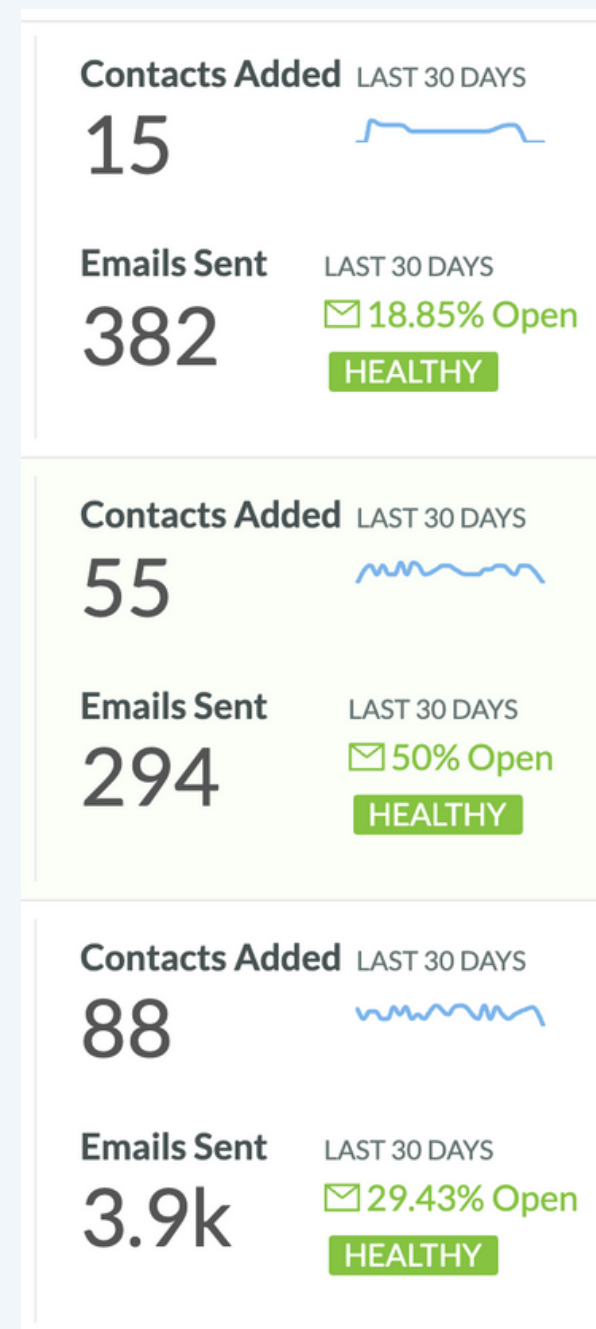 Contacts Added LAST 30 DAYS
15
Emails Sent LAST 30 DAYS
382 18.85% Open
HEALTHY
Contacts Added LAST 30 DAYS
55
Emails Sent LAST 30 DAYS
294 50% Open
HEALTHY
Contacts Added LAST 30 DAYS
88
Emails Sent LAST 30 DAYS
3.9k 29.43% Open
HEALTHY